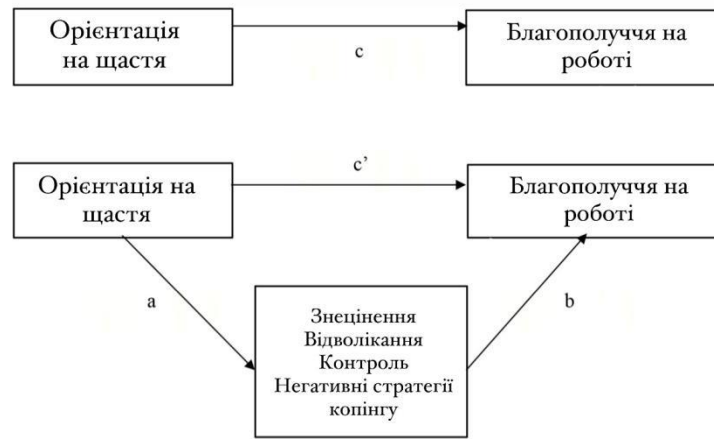 Орієнтація
на щастя
c
Благополуччя на
роботі
Орієнтація на
щастя
c’
Благополуччя на
роботі
a
b
Знецінення
Відволікання
Контроль
Негативні стратегії
копінгу